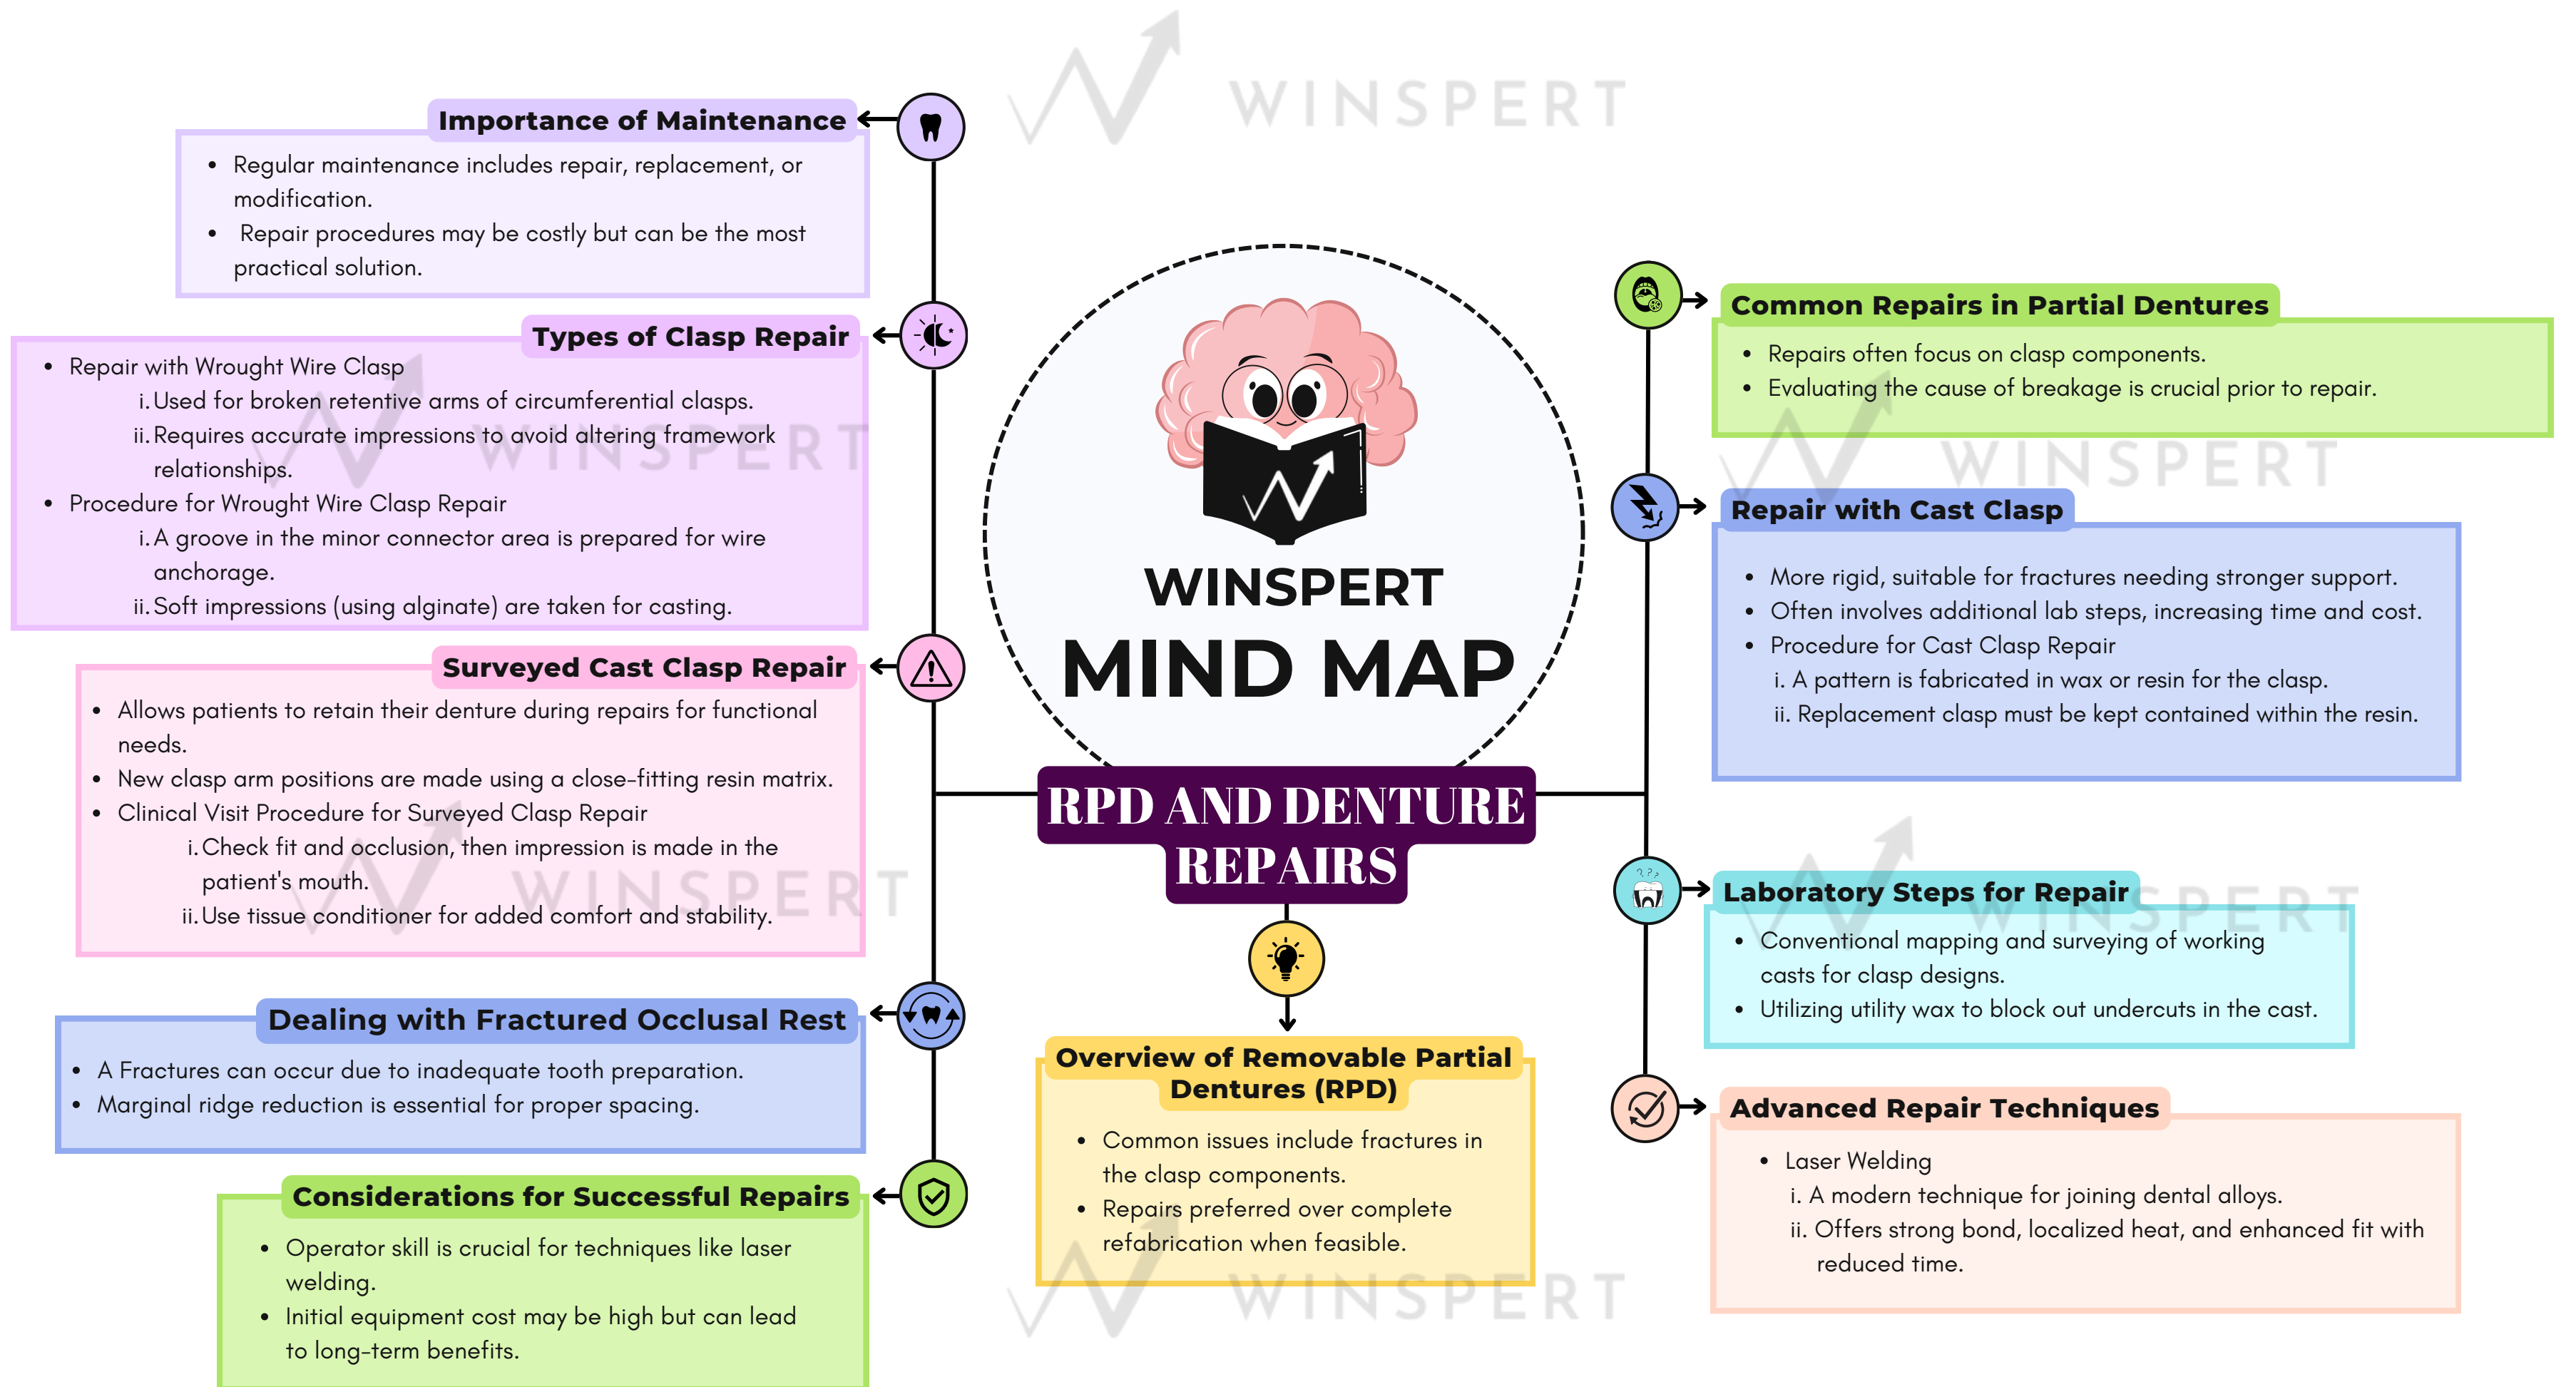 WINSPERT
Importance of Maintenance
• Regular maintenance includes repair, replacement, or
modification.
• Repair procedures may be costly but can be the most
practical solution.
Types of Clasp Repair
• Repair with Wrought Wire Clasp
i. Used for broken retentive arms of circumferential clasps.
ii. Requires accurate impressions to avoid altering framework
relationships.
• Procedure for Wrought Wire Clasp Repair
i. A groove in the minor connector area is prepared for wire
anchorage.
ii. Soft impressions (using alginate) are taken for casting.
WINSPERT
Surveyed Cast Clasp Repair
• Allows patients to retain their denture during repairs for functional
needs.
• New clasp arm positions are made using a close-fitting resin matrix.
• Clinical Visit Procedure for Surveyed Clasp Repair
i. Check fit and occlusion, then impression is made in the
patient's mouth.
ii. Use tissue conditioner for added comfort and stability.
WINSPERT
Dealing with Fractured Occlusal Rest
• A Fractures can occur due to inadequate tooth preparation.
• Marginal ridge reduction is essential for proper spacing.
Considerations for Successful Repairs
• Operator skill is crucial for techniques like laser
welding.
• Initial equipment cost may be high but can lead
to long-term benefits.
WINSPERT
MIND MAP
RPD AND DENTURE
REPAIRS
Overview of Removable Partial
Dentures (RPD)
• Common issues include fractures in
the clasp components.
• Repairs preferred over complete
refabrication when feasible.
WINSPERT
Common Repairs in Partial Dentures
• Repairs often focus on clasp components.
• Evaluating the cause of breakage is crucial prior to repair.
WINSPERT
Repair with Cast Clasp
• More rigid, suitable for fractures needing stronger support.
• Often involves additional lab steps, increasing time and cost.
• Procedure for Cast Clasp Repair
i. A pattern is fabricated in wax or resin for the clasp.
ii. Replacement clasp must be kept contained within the resin.
Laboratory Steps for Repair
WINSPERT
• Conventional mapping and surveying of working
casts for clasp designs.
• Utilizing utility wax to block out undercuts in the cast.
Advanced Repair Techniques
• Laser Welding
i. A modern technique for joining dental alloys.
ii. Offers strong bond, localized heat, and enhanced fit with
reduced time.